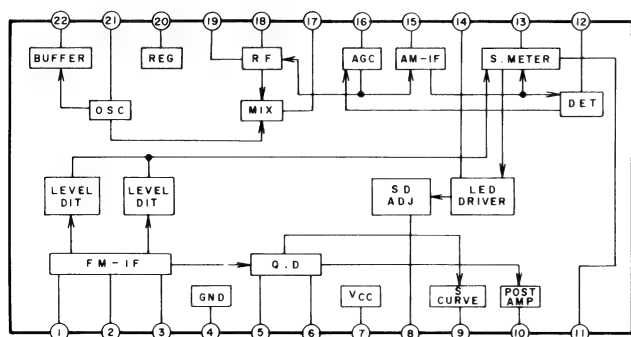 22 21 20 19 18 17 16 15 14 13 12
BUFFER REG RF AGC AM-IF S.METER
OSC MIX DET
LEVEL DIT
LEVEL DIT
SD ADJ
LED DRIVER
FM-IF Q.D
GND VCC S CURVE POST AMP
1 2 3 4 5 6 7 8 9 10 11